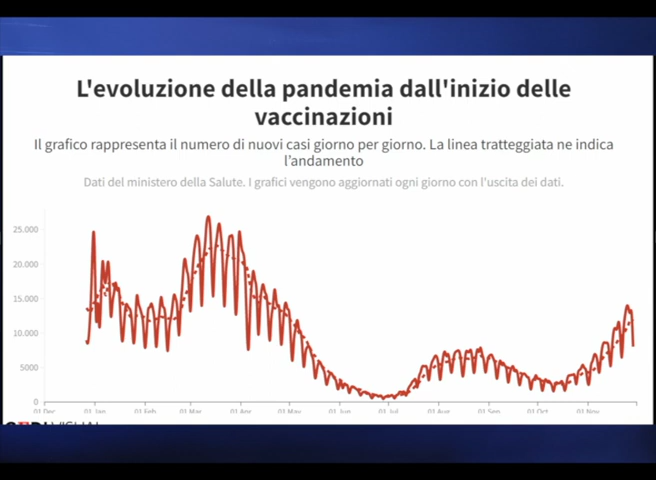 L'evoluzione della pandemia dall'inizio delle
vaccinazioni
Il grafico rappresenta il numero di nuovi casi giorno per giorno. La linea tratteggiata ne indica
l’andamento
Dati del ministero della Salute. I grafici vengono aggiornati ogni giorno con l'uscita dei dati.
25.000
20.000
15.000
10.000
5000
0
01 Dec 01 Jan 01 Feb 01 Mar 01 Apr 01 May 01 Jun 01 Jul 01 Aug 01 Sep 01 Oct 01 Nov